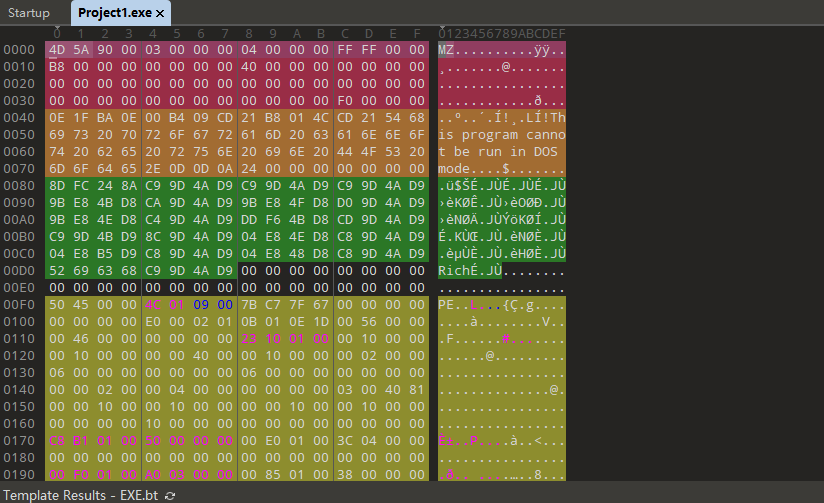 Startup Project1.exe ×
0 1 2 3 4 5 6 7 8 9 A B C D E F 0123456789ABCDEF
0000 4D 5A 90 00 03 00 00 00 04 00 00 00 FF FF 00 00 MZ..........ÿÿ..
0010 B8 00 00 00 00 00 00 00 40 00 00 00 00 00 00 00 ¸.......@.......
0020 00 00 00 00 00 00 00 00 00 00 00 00 00 00 00 00 ................
0030 00 00 00 00 00 00 00 00 00 00 00 00 F0 00 00 00 ............ð...
0040 0E 1F BA 0E 00 B4 09 CD 21 B8 01 4C CD 21 54 68 ..º..´.Í!¸.LÍ!Th
0050 69 73 20 70 72 6F 67 72 61 6D 20 63 61 6E 6E 6F is program canno
0060 74 20 62 65 20 72 75 6E 20 69 6E 20 44 4F 53 20 t be run in DOS
0070 6D 6F 64 65 2E 0D 0D 0A 24 00 00 00 00 00 00 00 mode....$.......
0080 8D FC 24 8A C9 9D 4A D9 C9 9D 4A D9 C9 9D 4A D9 .ü$ŠÉ.JÙÉ.JÙÉ.JÙ
0090 9B E8 4B D8 CA 9D 4A D9 9B E8 4F D8 D0 9D 4A D9 ›èKØÊ.JÙ›èOØÐ.JÙ
00A0 9B E8 4E D8 C4 9D 4A D9 DD F6 4B D8 CD 9D 4A D9 ›èNØÄ.JÙÝöKØÍ.JÙ
00B0 C9 9D 4B D9 8C 9D 4A D9 04 E8 4E D8 C8 9D 4A D9 É.KÙŒ.JÙ.èNØÈ.JÙ
00C0 04 E8 B5 D9 C8 9D 4A D9 04 E8 48 D8 C8 9D 4A D9 .èµÙÈ.JÙ.èHØÈ.JÙ
00D0 52 69 63 68 C9 9D 4A D9 00 00 00 00 00 00 00 00 RichÉ.JÙ........
00E0 00 00 00 00 00 00 00 00 00 00 00 00 00 00 00 00 ................
00F0 50 45 00 00 4C 01 09 00 7B C7 7F 67 00 00 00 00 PE..L...{Ç.g....
0100 00 00 00 00 E0 00 02 01 0B 01 0E 1D 00 56 00 00 ....à........V..
0110 00 46 00 00 00 00 00 00 23 10 01 00 00 10 00 00 .F......#.......
0120 00 10 00 00 00 00 40 00 00 10 00 00 00 02 00 00 ......@.........
0130 06 00 00 00 00 00 00 00 06 00 00 00 00 00 00 00 ................
0140 00 00 02 00 00 04 00 00 00 00 00 00 03 00 40 81 ..............@.
0150 00 00 10 00 00 10 00 00 00 00 10 00 00 10 00 00 ................
0160 00 00 00 00 10 00 00 00 00 00 00 00 00 00 00 00 ................
0170 C8 B1 01 00 50 00 00 00 00 E0 01 00 3C 04 00 00 È±..P....à..<...
0180 00 00 00 00 00 00 00 00 00 00 00 00 00 00 00 00 ................
0190 00 F0 01 00 A0 03 00 00 00 85 01 00 38 00 00 00 .ð.. ....…..8...
Template Results - EXE.bt